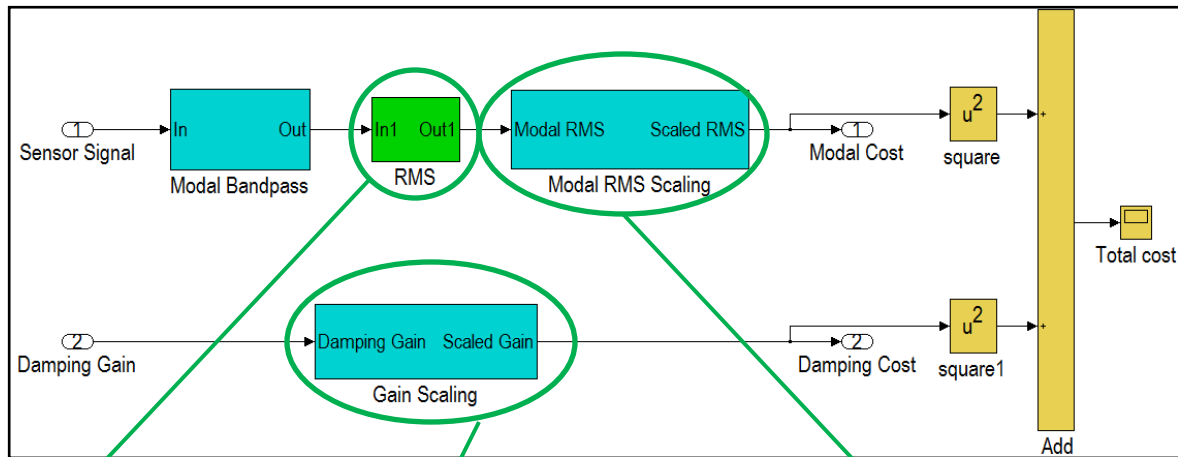 1
Sensor Signal
In Out
Modal Bandpass
In1 Out1
RMS
Modal RMS Scaled RMS
Modal RMS Scaling
1
Modal Cost
u²
square
+
Total cost
2
Damping Gain
Damping Gain Scaled Gain
Gain Scaling
2
Damping Cost
u²
square1
+
Add